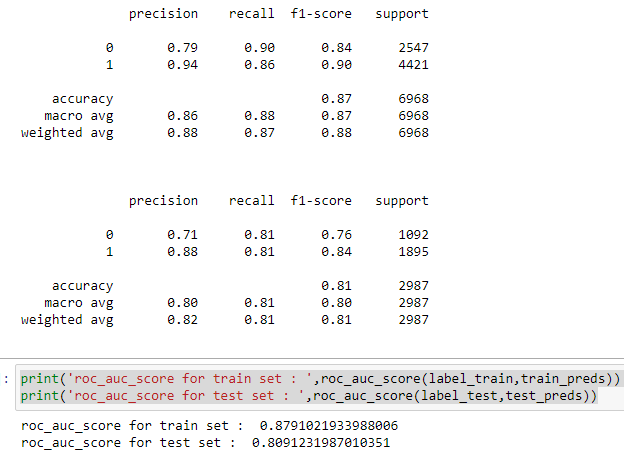 precision recall f1-score support
0 0.79 0.90 0.84 2547
1 0.94 0.86 0.90 4421
accuracy 0.87 6968
macro avg 0.86 0.88 0.87 6968
weighted avg 0.88 0.87 0.88 6968
precision recall f1-score support
0 0.71 0.81 0.76 1092
1 0.88 0.81 0.84 1895
accuracy 0.81 2987
macro avg 0.80 0.81 0.80 2987
weighted avg 0.82 0.81 0.81 2987
: print('roc_auc_score for train set : ',roc_auc_score(label_train,train_preds))
print('roc_auc_score for test set : ',roc_auc_score(label_test,test_preds))
roc_auc_score for train set :  0.8791021933988006
roc_auc_score for test set :  0.8091231987010351